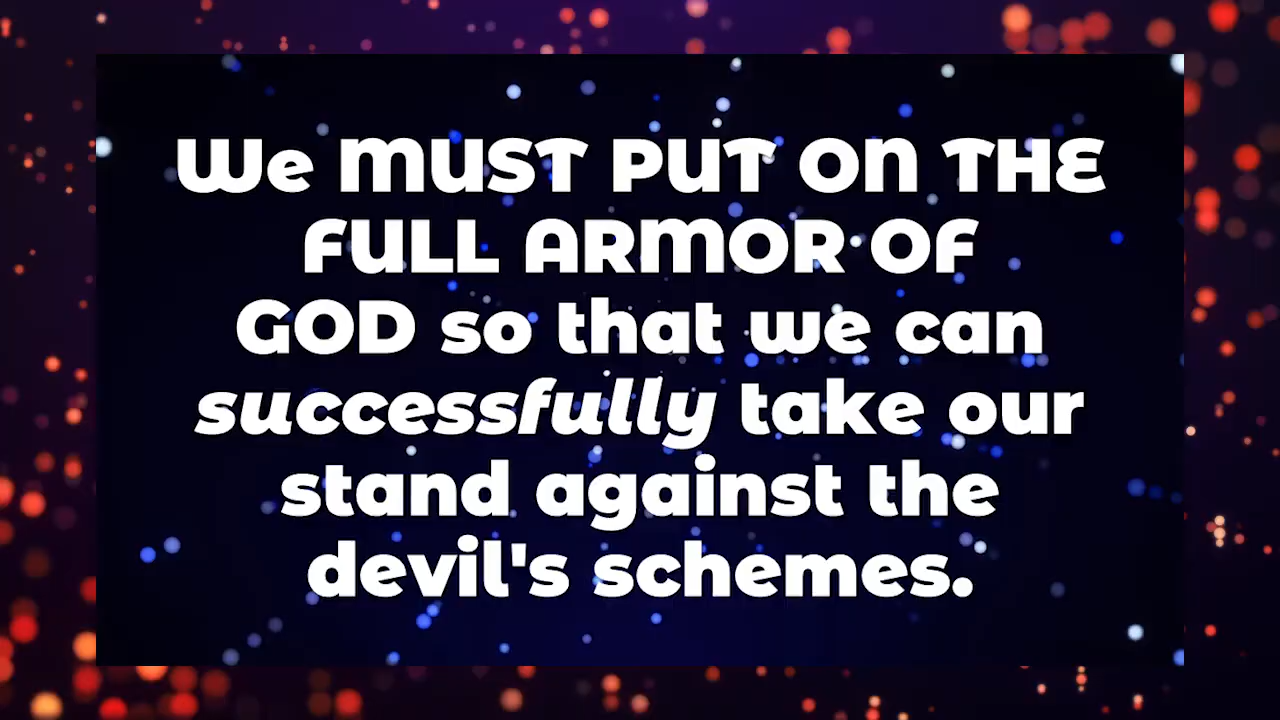 We MUST PUT ON THE
FULL ARMOR OF
GOD so that we can
successfully take our
stand against the
devil's schemes.